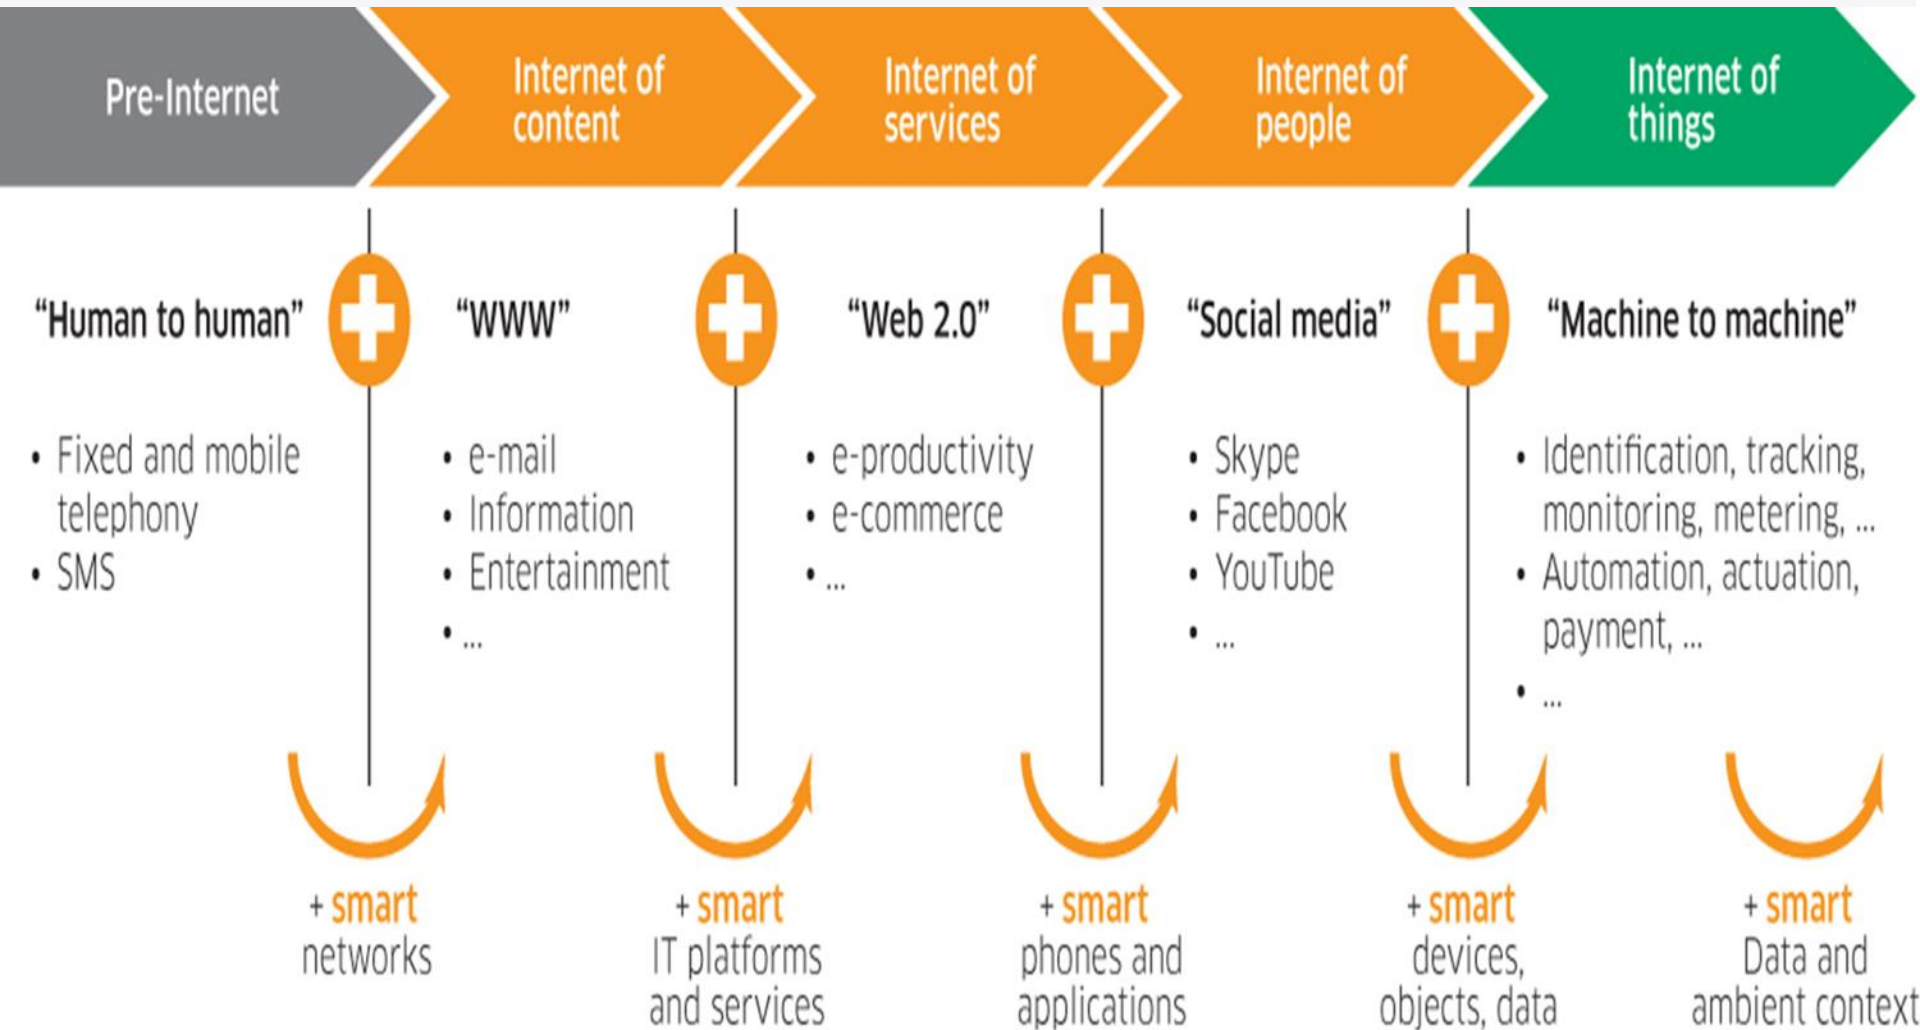 Pre-Internet
Internet of
content
Internet of
services
Internet of
people
Internet of
things
“Human to human”
“WWW”
“Web 2.0”
“Social media”
“Machine to machine”
• Fixed and mobile
telephony
• SMS
• e-mail
• Information
• Entertainment
• ...
• e-productivity
• e-commerce
• ...
• Skype
• Facebook
• YouTube
• ...
• Identification, tracking,
monitoring, metering, ...
• Automation, actuation,
payment, ...
• ...
+ smart
networks
+ smart
IT platforms
and services
+ smart
phones and
applications
+ smart
devices,
objects, data
+ smart
Data and
ambient context